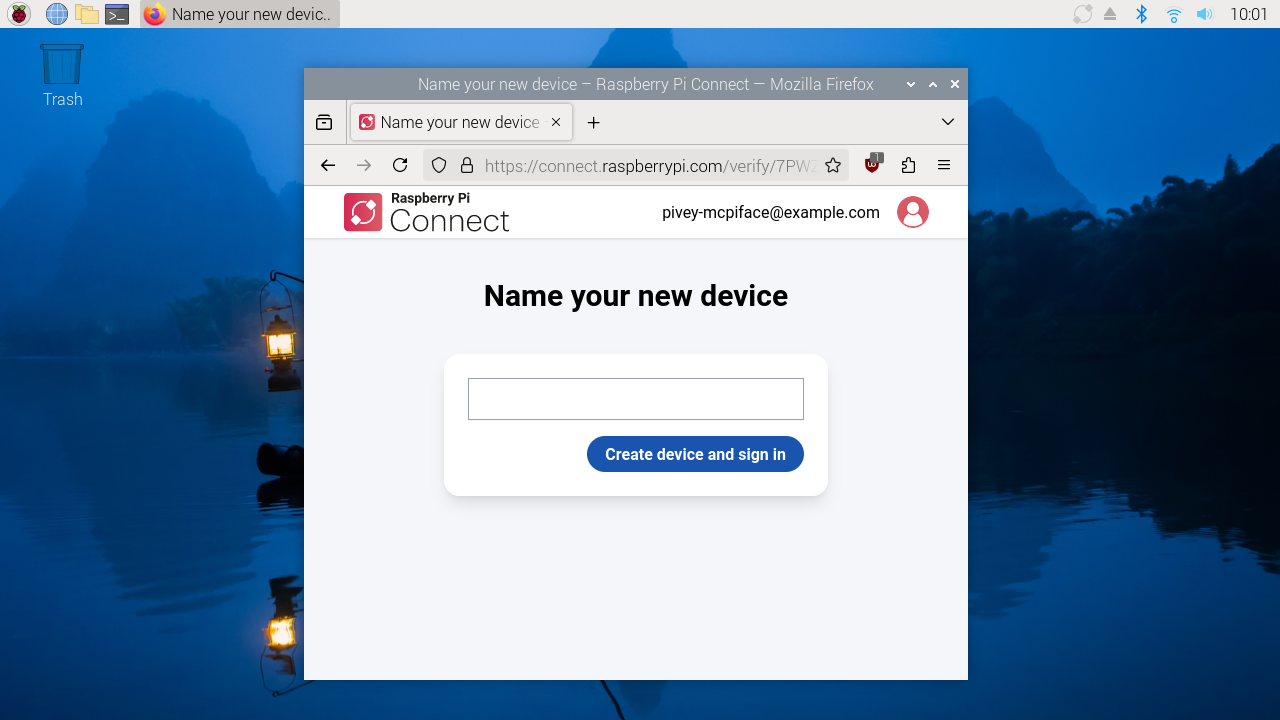 Name your new devic..
10:01
Trash
Name your new device – Raspberry Pi Connect — Mozilla Firefox
Name your new device
https://connect.raspberrypi.com/verify/7PW
1
Raspberry Pi
Connect
pivey-mcpiface@example.com
Name your new device
Create device and sign in